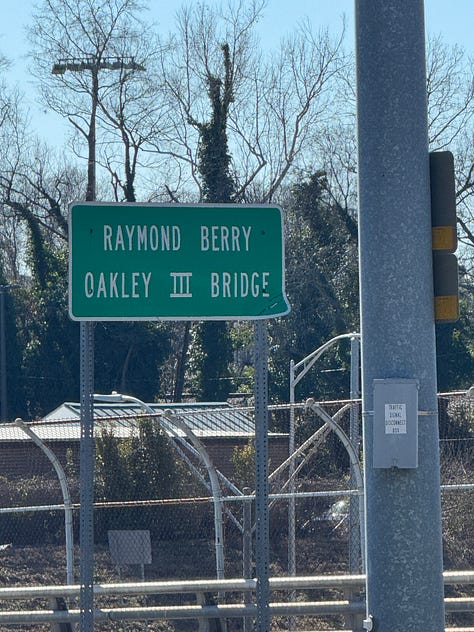 RAYMOND BERRY
OAKLEY III BRIDGE
TRAFFIC
SIGNAL
DISCONNECT
BOX